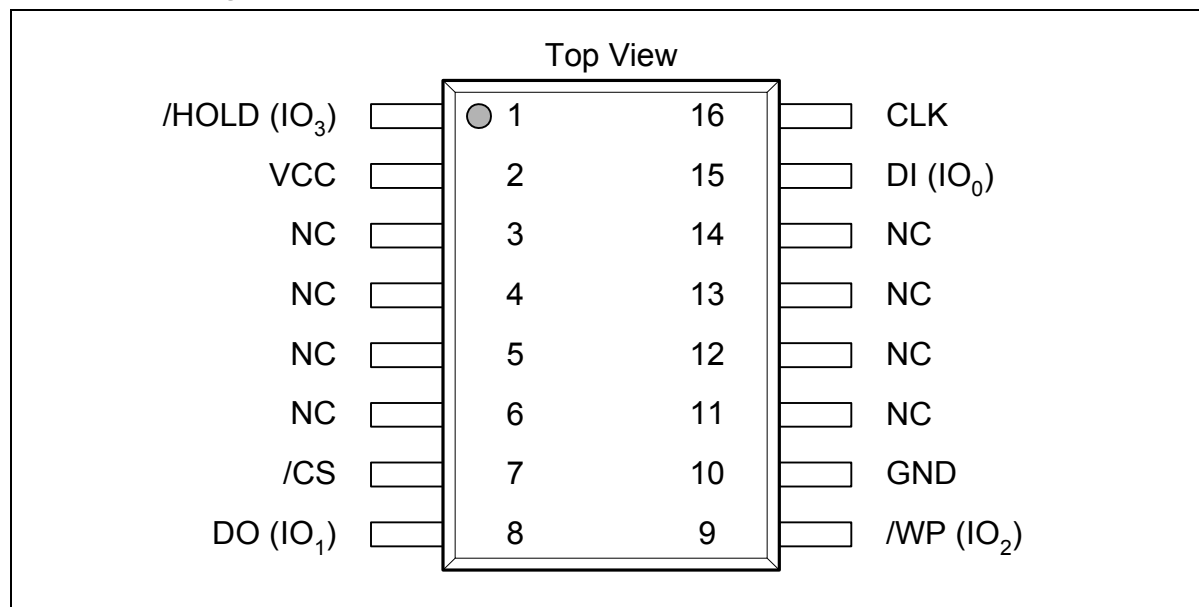 Top View
/HOLD (IO₃) 1 16 CLK
VCC 2 15 DI (IO₀)
NC 3 14 NC
NC 4 13 NC
NC 5 12 NC
NC 6 11 NC
/CS 7 10 GND
DO (IO₁) 8 9 /WP (IO₂)